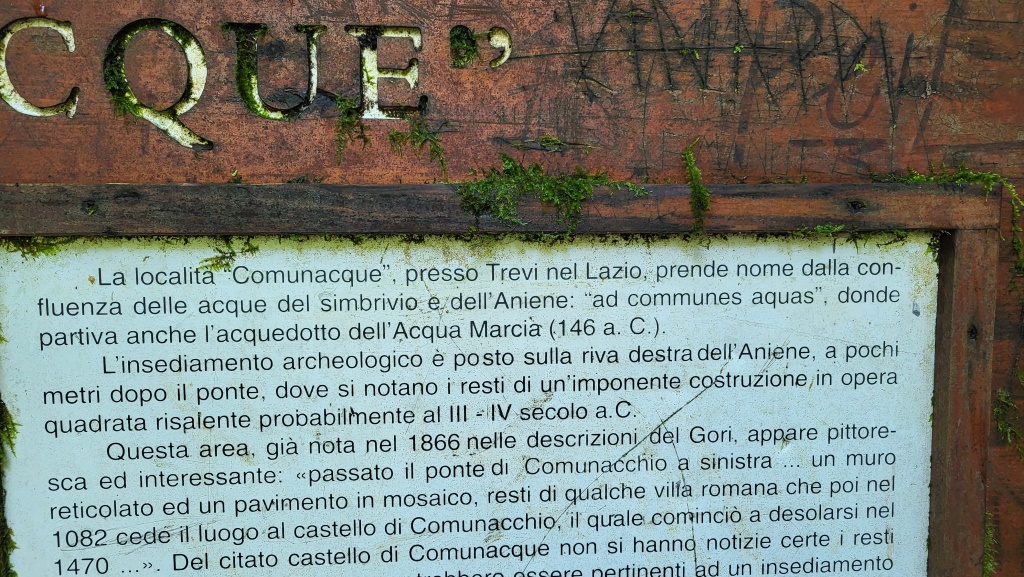 CQUE"
La località "Comunacque", presso Trevi nel Lazio, prende nome dalla con-
fluenza delle acque del simbrivio e dell'Aniene: "ad communes aquas", donde
partiva anche l'acquedotto dell'Acqua Marcia (146 a. C.).
L'insediamento archeologico è posto sulla riva destra dell'Aniene, a pochi
metri dopo il ponte, dove si notano i resti di un'imponente costruzione in opera
quadrata risalente probabilmente al III - IV secolo a.C.
Questa area, già nota nel 1866 nelle descrizioni del Gori, appare pittore-
sca ed interessante: «passato il ponte di Comunacchio a sinistra ... un muro
reticolato ed un pavimento in mosaico, resti di qualche villa romana che poi nel
1082 cedé il luogo al castello di Comunacchio, il quale cominciò a desolarsi nel
1470 ...». Del citato castello di Comunacque non si hanno notizie certe i resti
essere pertinenti ad un insediamento